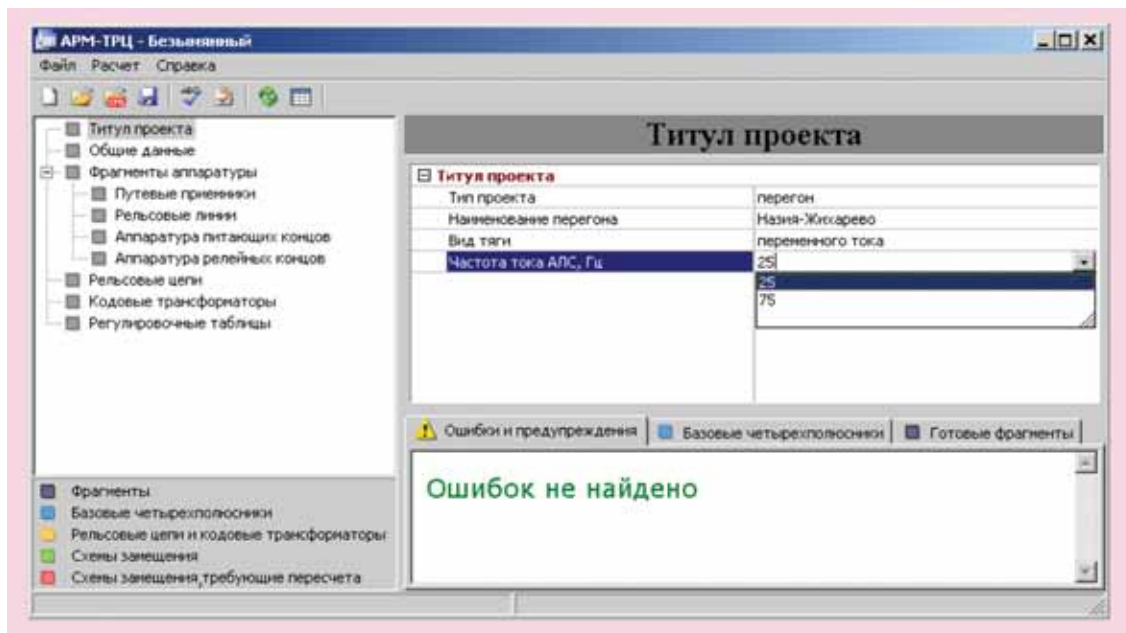 АРМ-ТРЦ - Безымянный
Файл Расчет Справка
Титул проекта
Общие данные
Фрагменты аппаратуры
Путевые приемники
Рельсовые линии
Аппаратура питающих концов
Аппаратура релейных концов
Рельсовые цепи
Кодовые трансформаторы
Регулировочные таблицы
Фрагменты
Базовые четырехполюсники
Рельсовые цепи и кодовые трансформаторы
Схемы замещения
Схемы замещения, требующие пересчета
Титул проекта
Титул проекта
Тип проекта перегон
Наименование перегона Назия-Жихарево
Вид тяги переменного тока
Частота тока АЛС, Гц 25
25
75
Ошибки и предупреждения Базовые четырехполюсники Готовые фрагменты
Ошибок не найдено